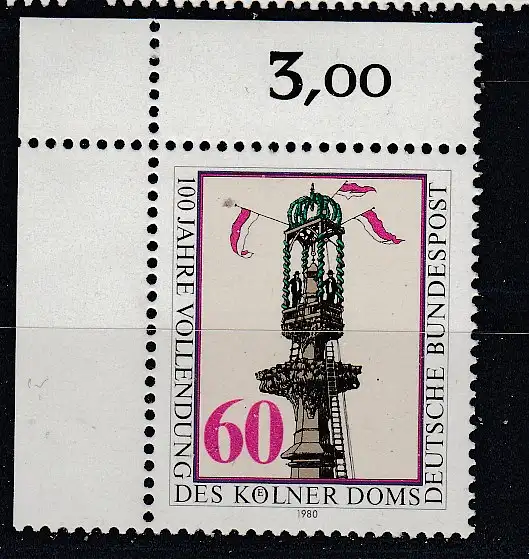 3,00
100 JAHRE VOLLENDUNG
DES KÖLNER DOMS
DEUTSCHE BUNDESPOST
60
1980